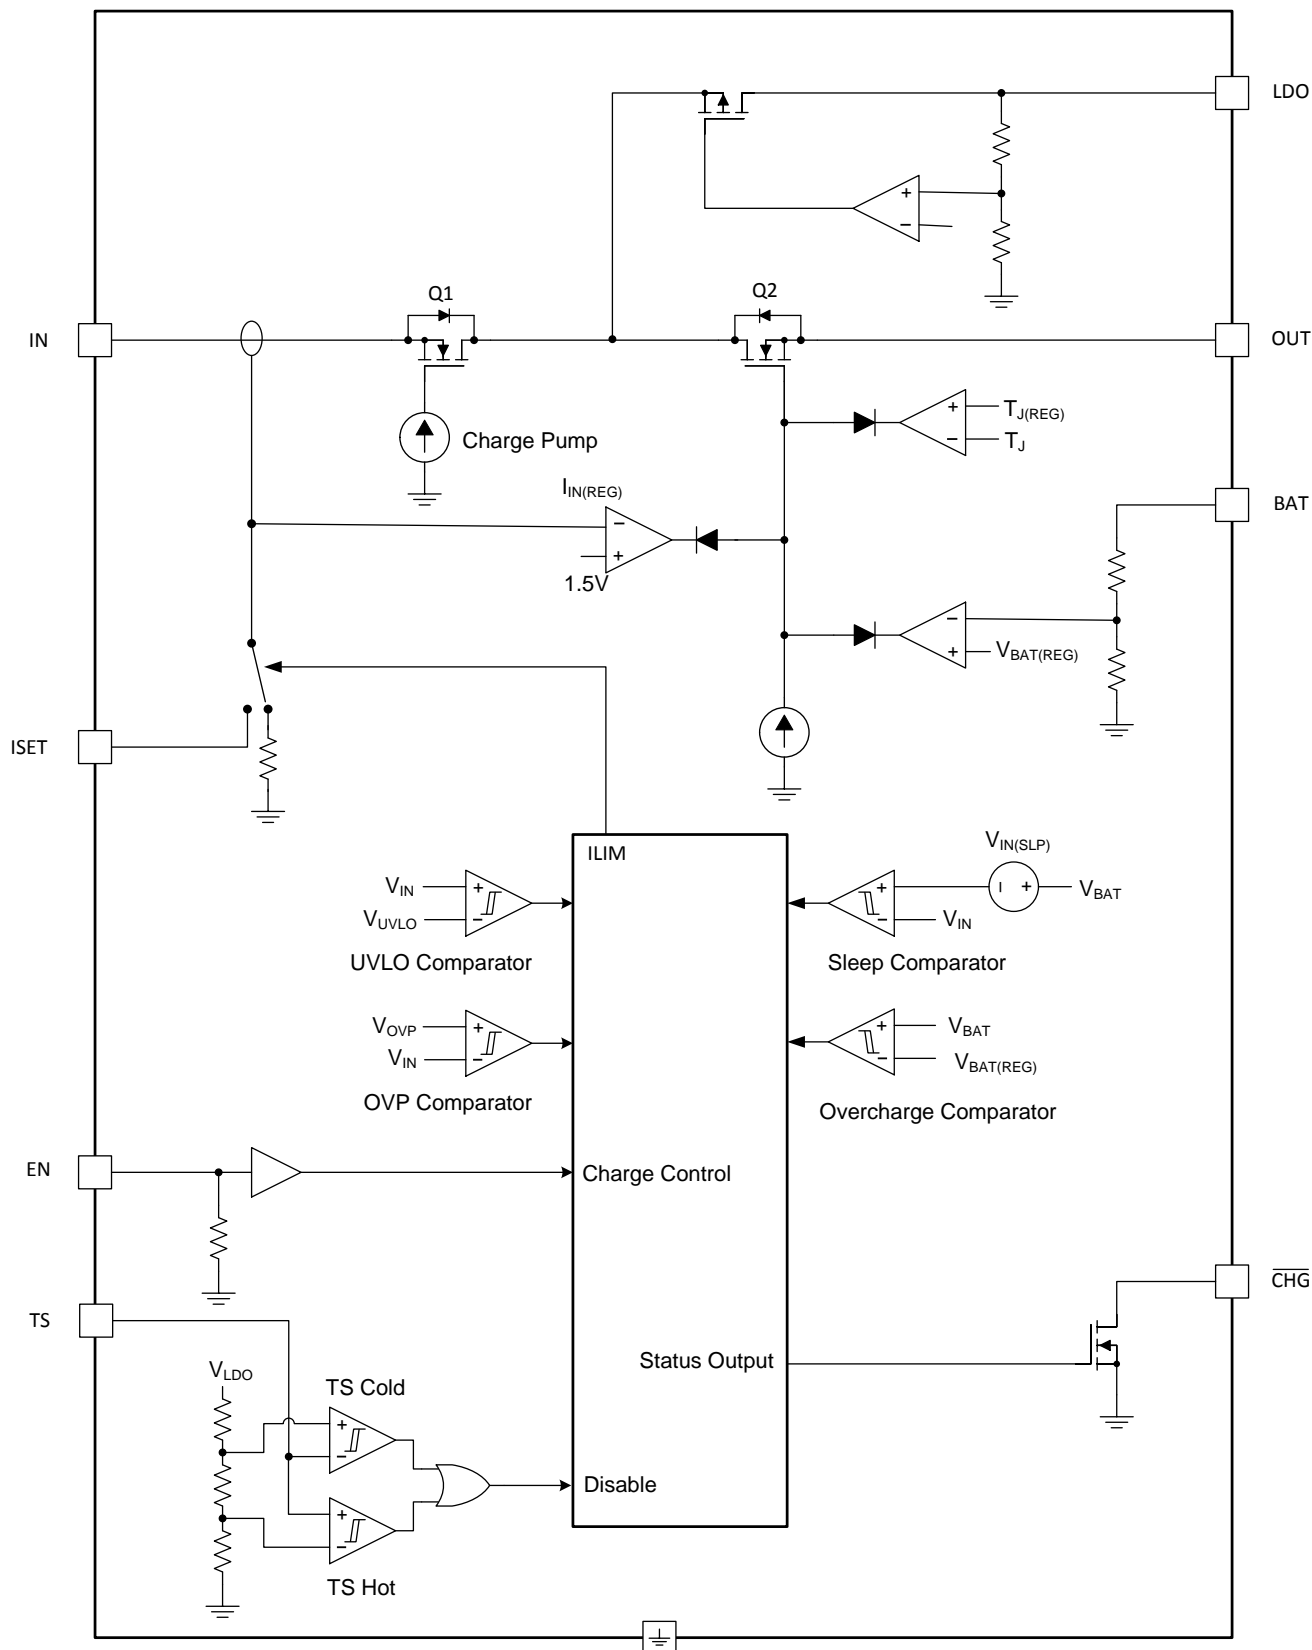 LDO
Q1
Q2
IN
OUT
Charge Pump
T_J(REG)
T_J
I_IN(REG)
1.5V
BAT
V_BAT(REG)
ISET
ILIM
V_IN
V_UVLO
UVLO Comparator
V_IN(SLP)
V_BAT
V_IN
Sleep Comparator
V_OVP
V_IN
OVP Comparator
V_BAT
V_BAT(REG)
Overcharge Comparator
EN
Charge Control
CHG
TS
V_LDO
TS Cold
Status Output
Disable
TS Hot